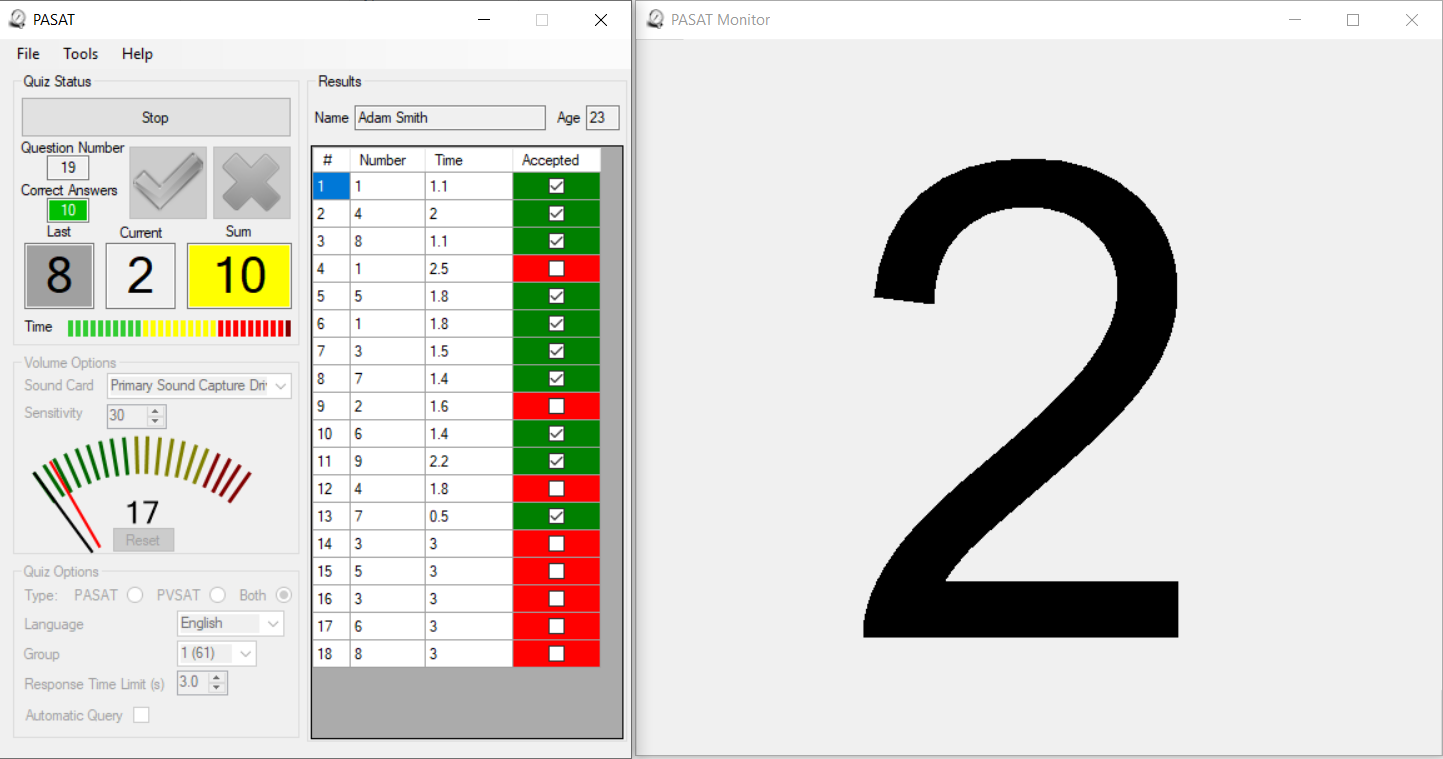 PASAT
File Tools Help
Quiz Status
Stop
Question Number
19
Correct Answers
10
Last Current Sum
8 2 10
Time
Volume Options
Sound Card Primary Sound Capture Dri
Sensitivity 30
17
Reset
Quiz Options
Type: PASAT PVSAT Both
Language English
Group 1 (61)
Response Time Limit (s) 3.0
Automatic Query
Results
Name Adam Smith Age 23
# Number Time Accepted
1 1 1.1
2 4 2
3 8 1.1
4 1 2.5
5 5 1.8
6 1 1.8
7 3 1.5
8 7 1.4
9 2 1.6
10 6 1.4
11 9 2.2
12 4 1.8
13 7 0.5
14 3 3
15 5 3
16 3 3
17 6 3
18 8 3
PASAT Monitor
2